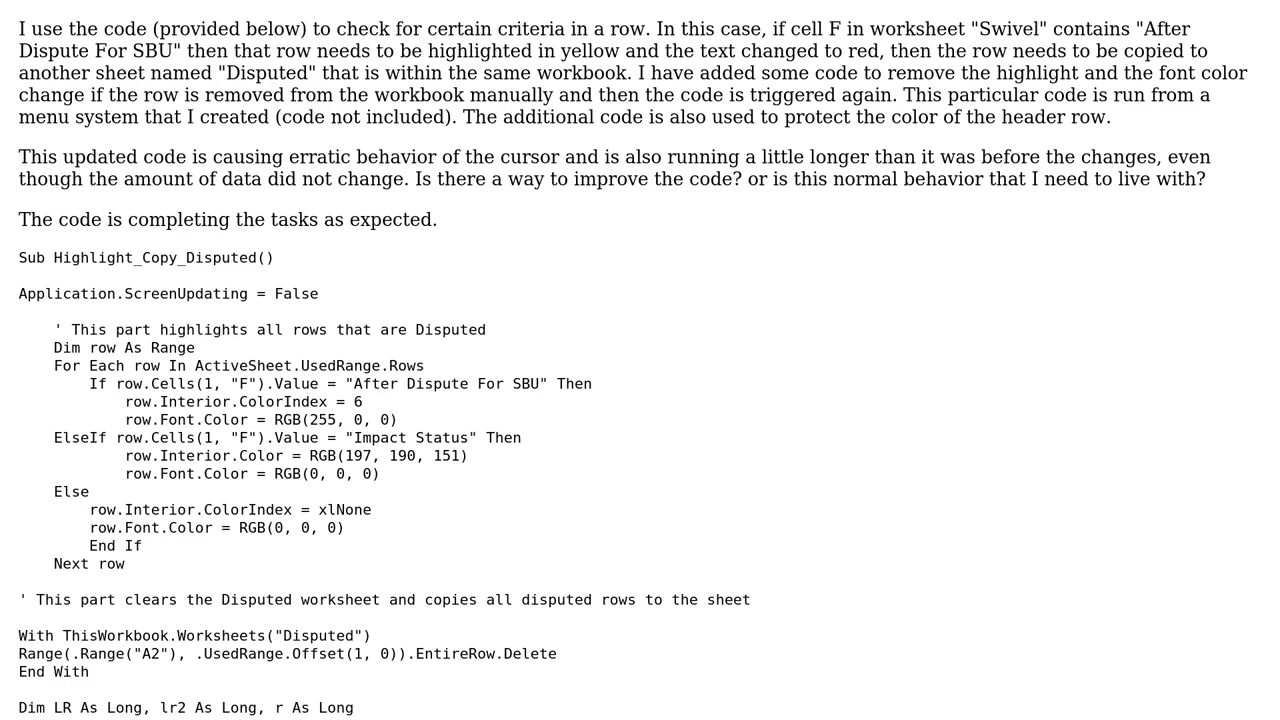 I use the code (provided below) to check for certain criteria in a row. In this case, if cell F in worksheet "Swivel" contains "After
Dispute For SBU" then that row needs to be highlighted in yellow and the text changed to red, then the row needs to be copied to
another sheet named "Disputed" that is within the same workbook. I have added some code to remove the highlight and the font color
change if the row is removed from the workbook manually and then the code is triggered again. This particular code is run from a
menu system that I created (code not included). The additional code is also used to protect the color of the header row.

This updated code is causing erratic behavior of the cursor and is also running a little longer than it was before the changes, even
though the amount of data did not change. Is there a way to improve the code? or is this normal behavior that I need to live with?

The code is completing the tasks as expected.

Sub Highlight_Copy_Disputed()

Application.ScreenUpdating = False

    ' This part highlights all rows that are Disputed
    Dim row As Range
    For Each row In ActiveSheet.UsedRange.Rows
        If row.Cells(1, "F").Value = "After Dispute For SBU" Then
            row.Interior.ColorIndex = 6
            row.Font.Color = RGB(255, 0, 0)
    ElseIf row.Cells(1, "F").Value = "Impact Status" Then
            row.Interior.Color = RGB(197, 190, 151)
            row.Font.Color = RGB(0, 0, 0)
    Else
        row.Interior.ColorIndex = xlNone
        row.Font.Color = RGB(0, 0, 0)
        End If
    Next row

' This part clears the Disputed worksheet and copies all disputed rows to the sheet

With ThisWorkbook.Worksheets("Disputed")
Range(.Range("A2"), .UsedRange.Offset(1, 0)).EntireRow.Delete
End With

Dim LR As Long, lr2 As Long, r As Long